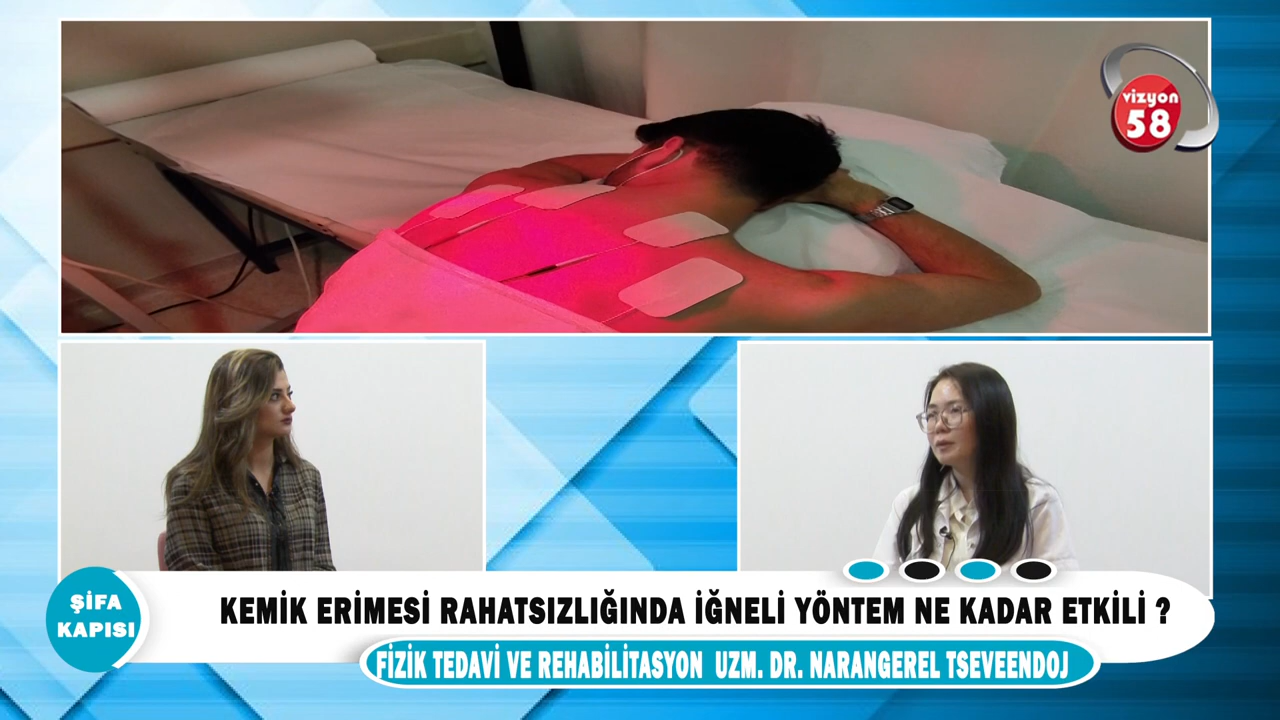 vizyon
58
ŞİFA
KAPISI
KEMİK ERİMESİ RAHATSIZLIĞINDA İĞNELİ YÖNTEM NE KADAR ETKİLİ ?
FİZİK TEDAVİ VE REHABİLİTASYON UZM. DR. NARANGEREL TSEVEENDOJ